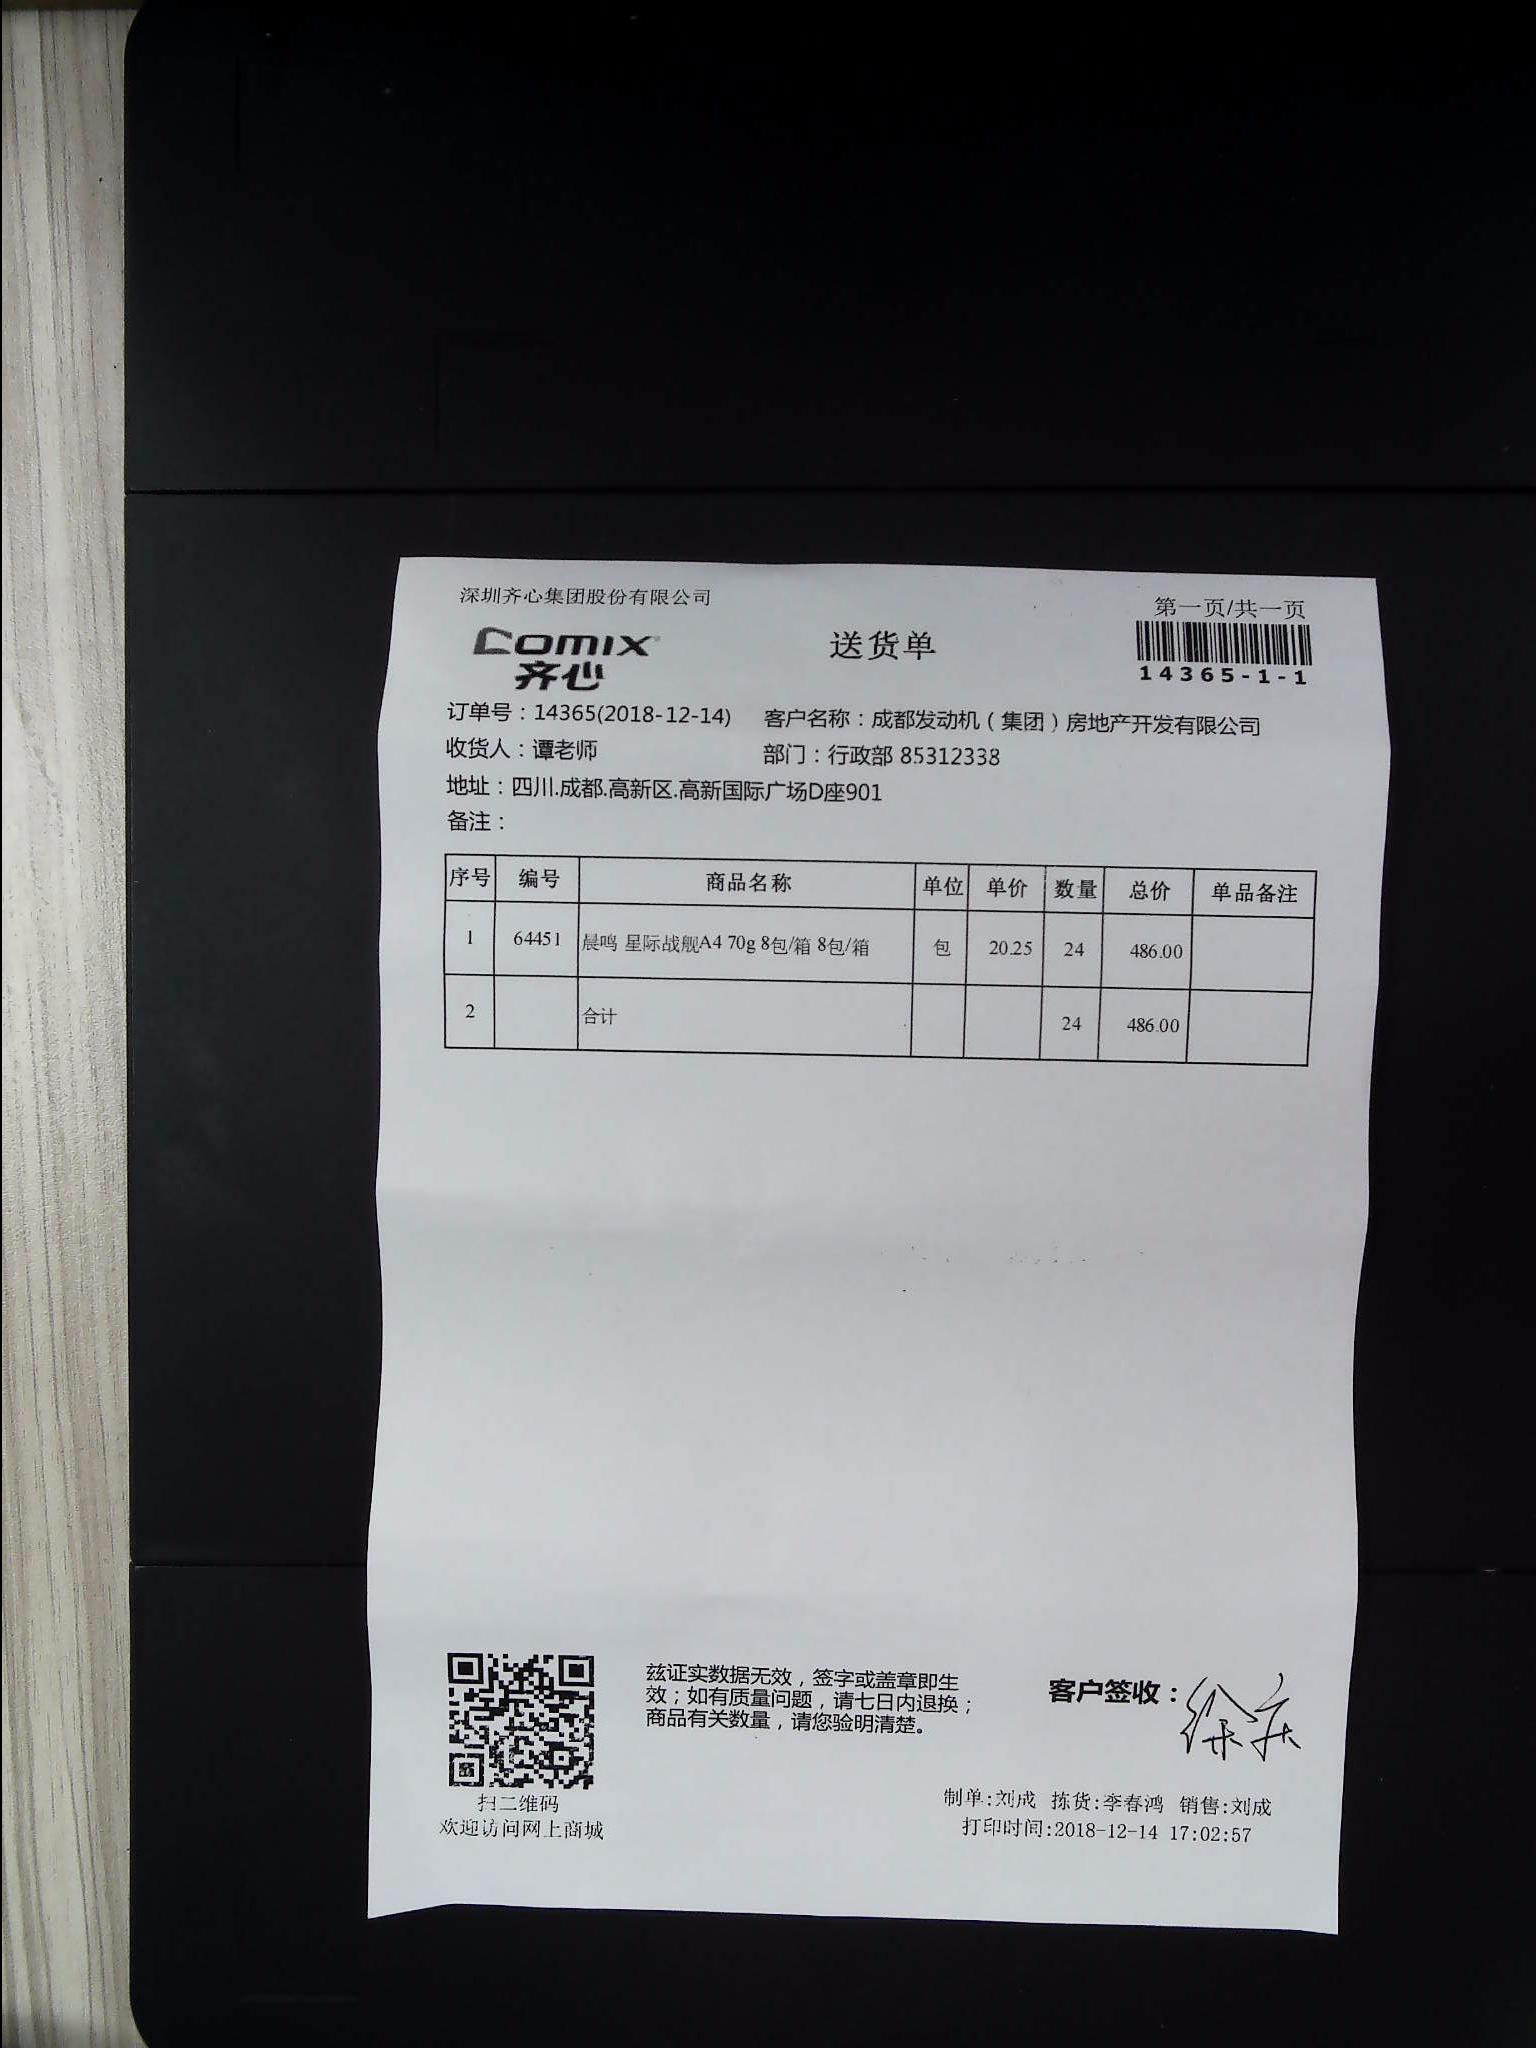 深圳齐心集团股份有限公司
第一页/共一页
COMIX
齐心
送货单
14365-1-1
订单号：14365(2018-12-14) 客户名称：成都发动机（集团）房地产开发有限公司
收货人：谭老师 部门：行政部 85312338
地址：四川.成都.高新区.高新国际广场D座901
备注：
序号 编号 商品名称 单位 单价 数量 总价 单品备注
1 64451 晨鸣 星际战舰A4 70g 8包/箱 8包/箱 包 20.25 24 486.00
2 合计 24 486.00
兹证实数据无效，签字或盖章即生
效；如有质量问题，请七日内退换；
商品有关数量，请您验明清楚。
客户签收：
扫二维码
欢迎访问网上商城
制单:刘成 拣货:李春鸿 销售:刘成
打印时间:2018-12-14 17:02:57